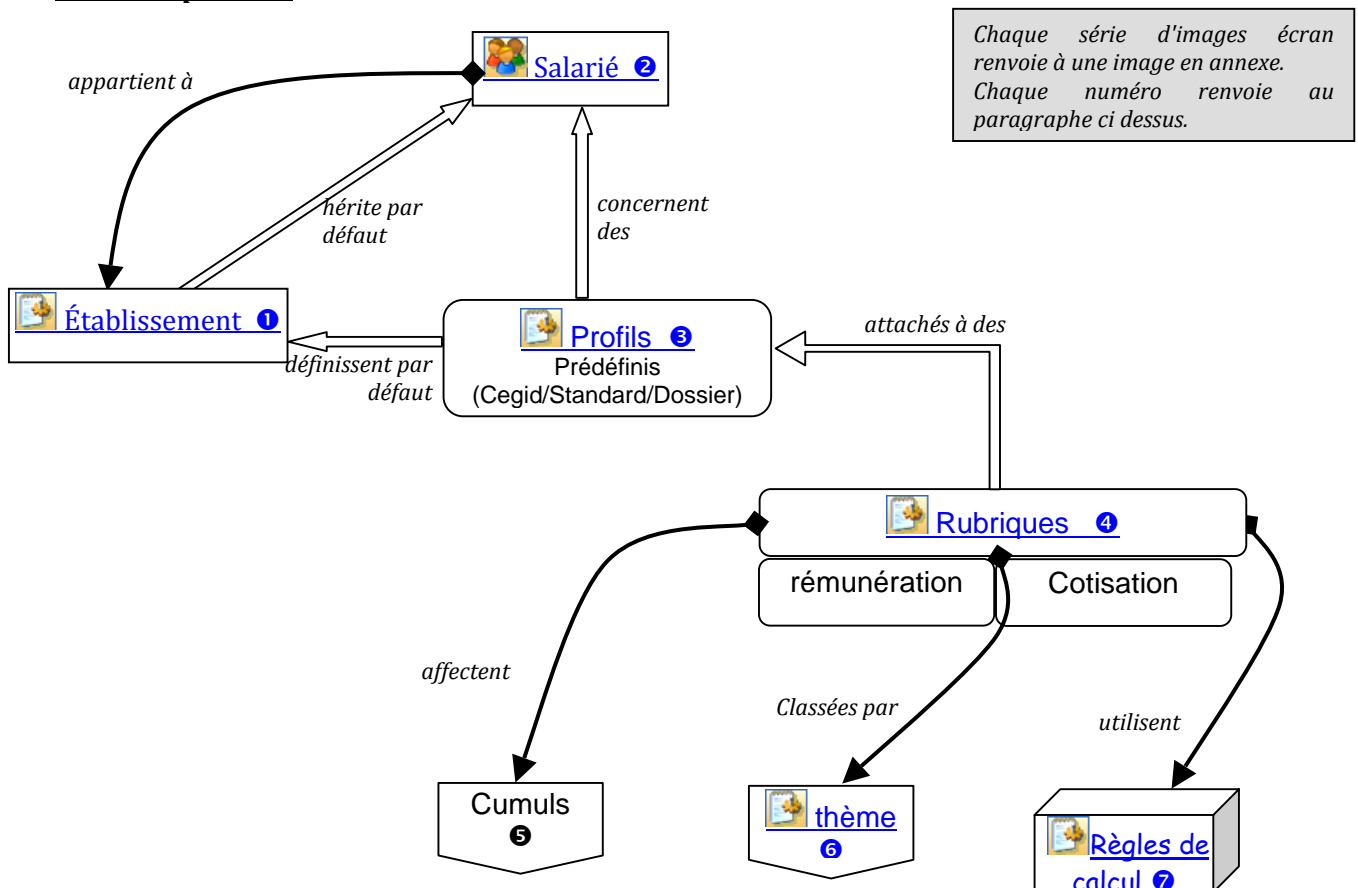 Chaque série d'images écran
renvoie à une image en annexe.
Chaque numéro renvoie au
paragraphe ci dessus.
Salarié ❷
appartient à
hérite par
défaut
concernent
des
Établissement ❶
Profils ❸
Prédéfinis
(Cegid/Standard/Dossier)
définissent par
défaut
attachés à des
Rubriques ❹
rémunération
Cotisation
affectent
Classées par
utilisent
Cumuls
❺
thème
❻
Règles de
calcul ❼